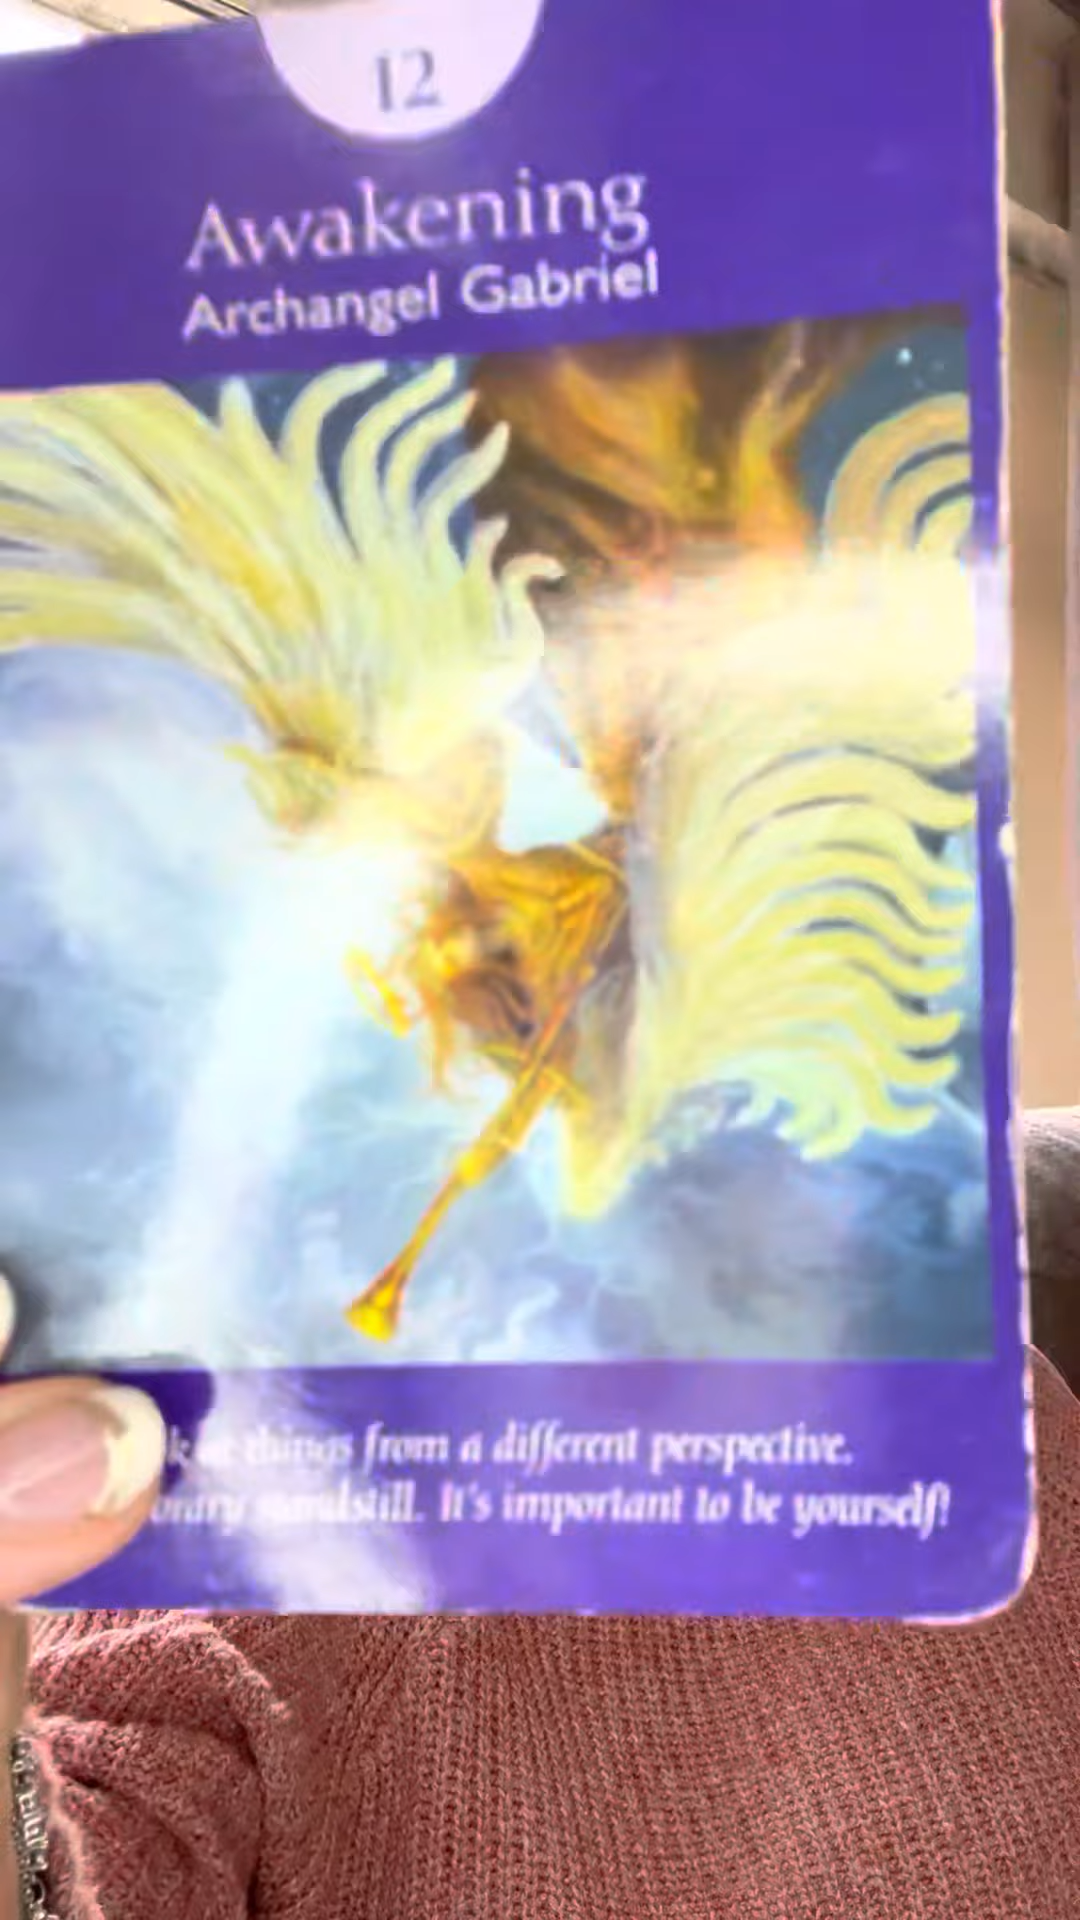 12
Awakening
Archangel Gabriel
things from a different perspective.
standstill. It's important to be yourself!